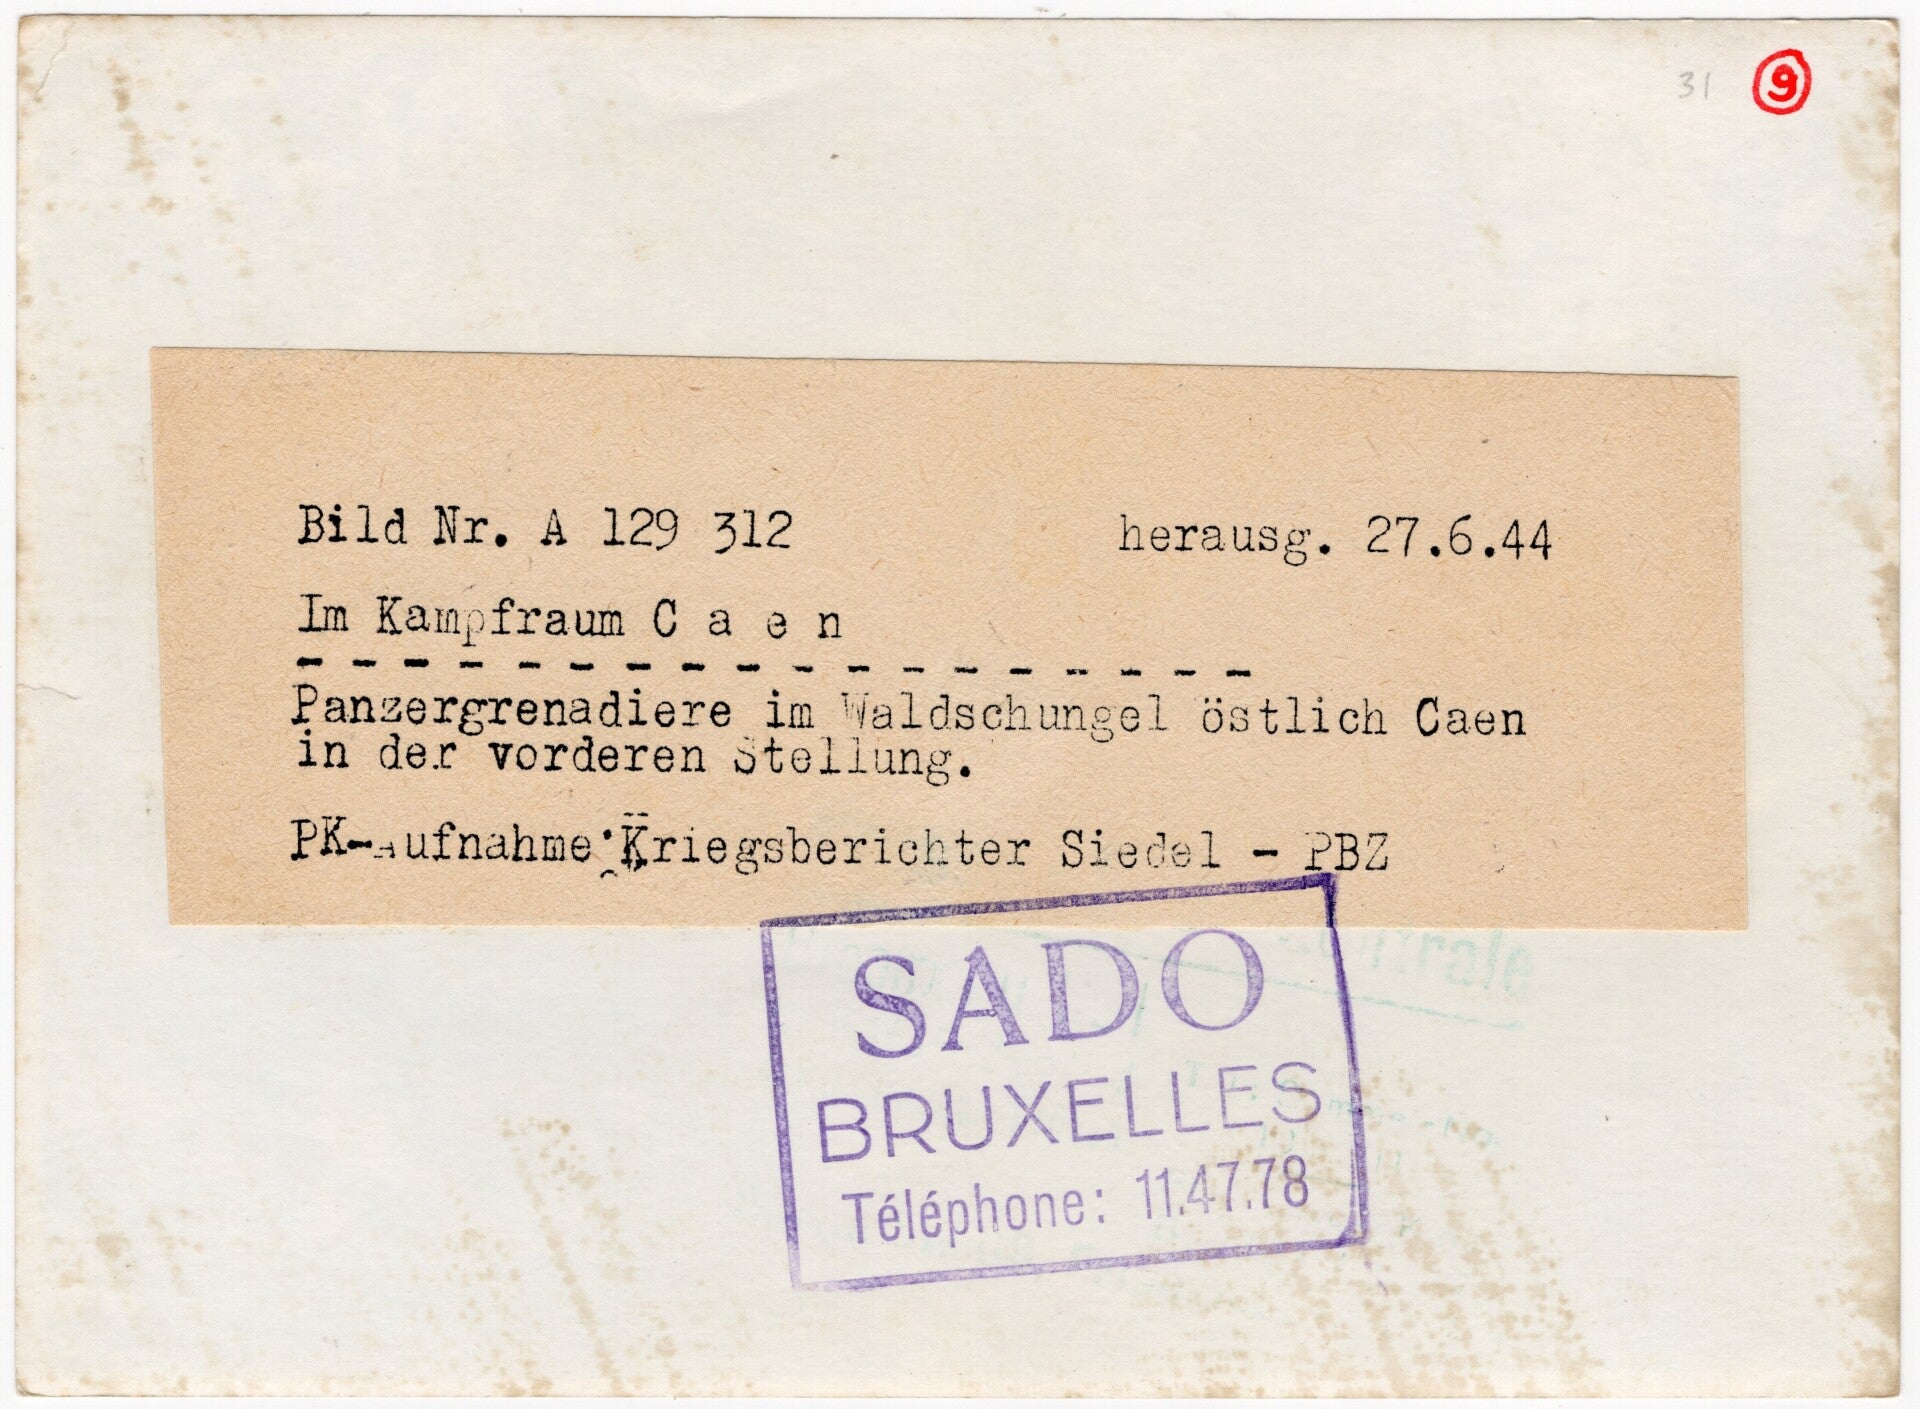 31 9
Bild Nr. A 129 312 herausg. 27.6.44
Im Kampfraum C a e n
- - - - - - - - - - - - - - - - - -
Panzergrenadiere im Waldschungel östlich Caen
in der vorderen Stellung.
PK-Aufnahme:Kriegsberichter Siedel - PBZ
SADO
BRUXELLES
Téléphone: 11.47.78